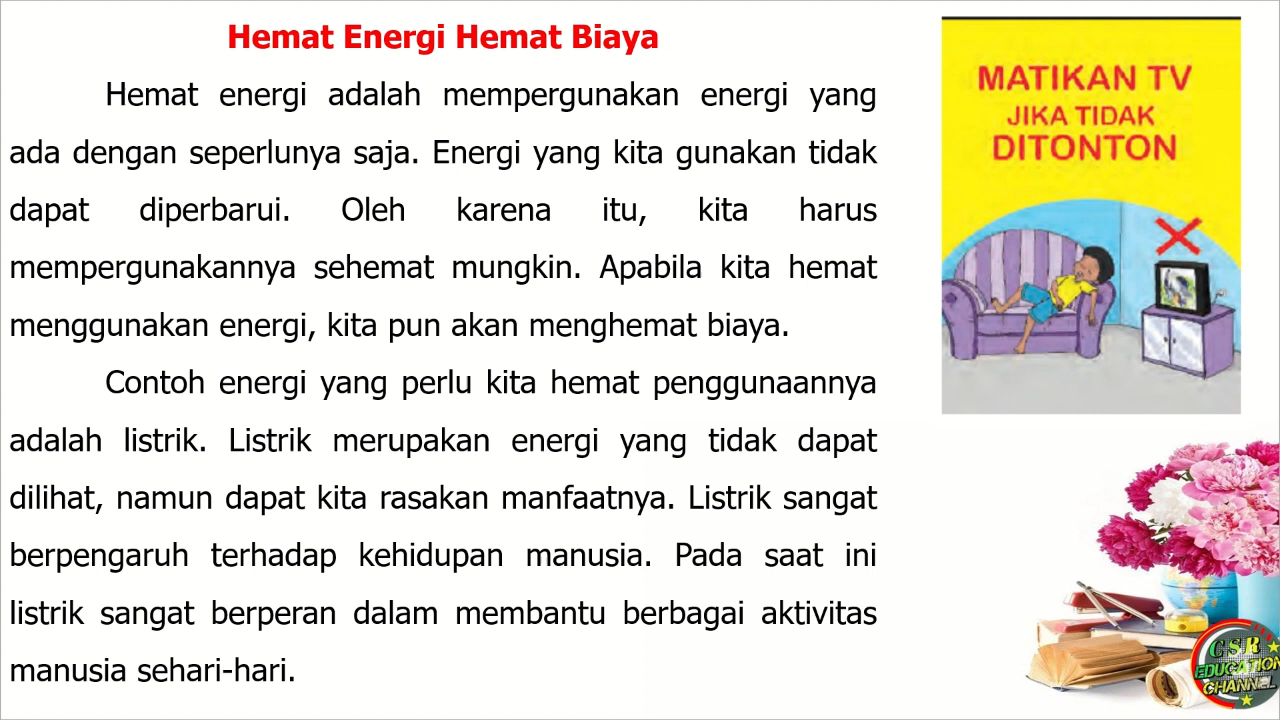 Hemat Energi Hemat Biaya
Hemat energi adalah mempergunakan energi yang
ada dengan seperlunya saja. Energi yang kita gunakan tidak
dapat diperbarui. Oleh karena itu, kita harus
mempergunakannya sehemat mungkin. Apabila kita hemat
menggunakan energi, kita pun akan menghemat biaya.
Contoh energi yang perlu kita hemat penggunaannya
adalah listrik. Listrik merupakan energi yang tidak dapat
dilihat, namun dapat kita rasakan manfaatnya. Listrik sangat
berpengaruh terhadap kehidupan manusia. Pada saat ini
listrik sangat berperan dalam membantu berbagai aktivitas
manusia sehari-hari.
MATIKAN TV
JIKA TIDAK
DITONTON
CSR
EDUCATION
CHANNEL